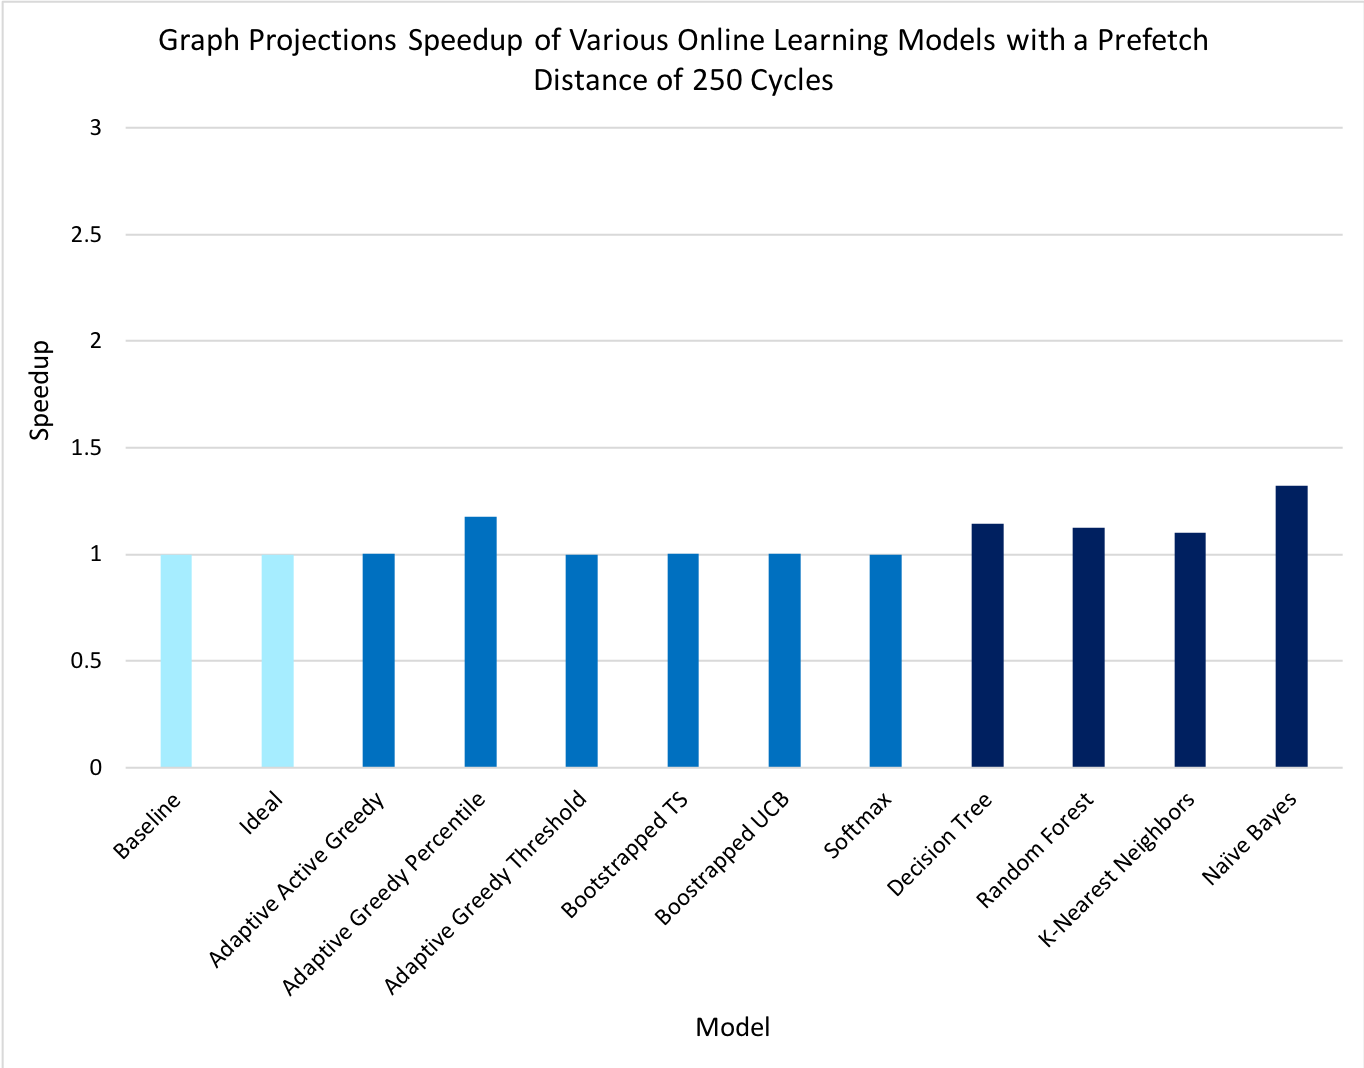 Graph Projections Speedup of Various Online Learning Models with a Prefetch
Distance of 250 Cycles
3
2.5
2
1.5
1
0.5
0
Speedup
Baseline
Ideal
Adaptive Active Greedy
Adaptive Greedy Percentile
Adaptive Greedy Threshold
Bootstrapped TS
Boostrapped UCB
Softmax
Decision Tree
Random Forest
K-Nearest Neighbors
Naïve Bayes
Model